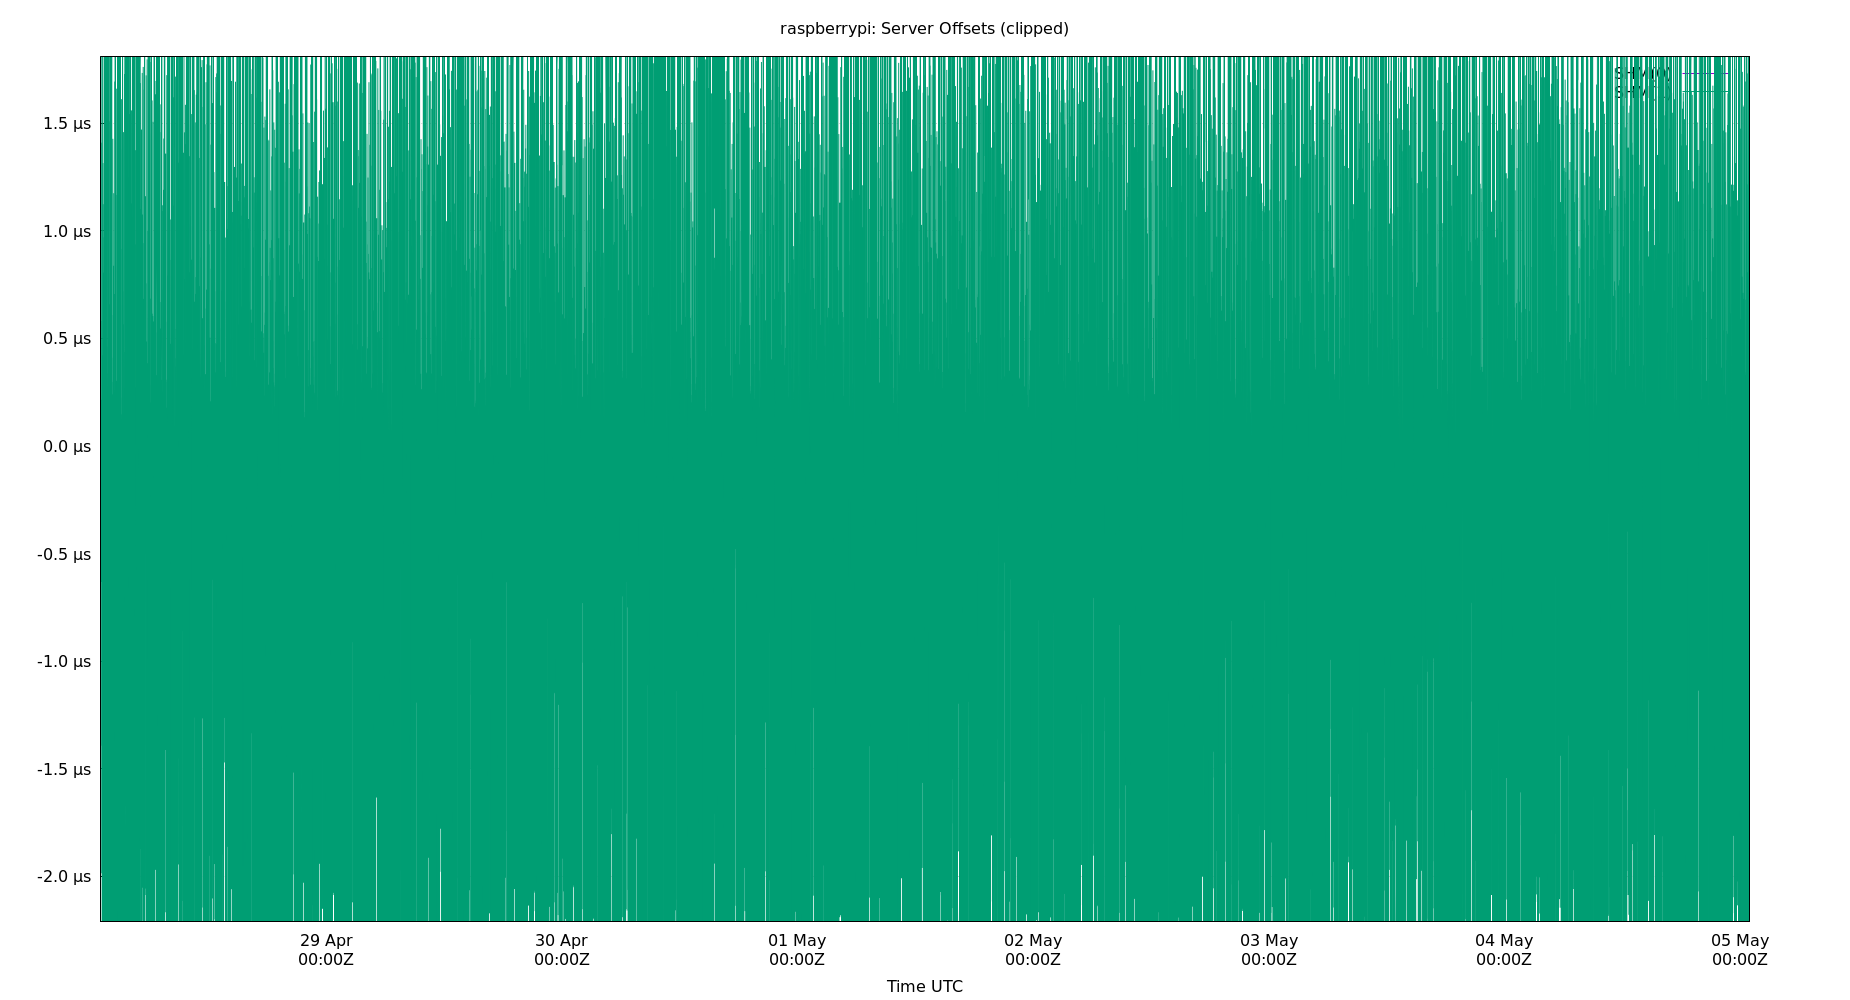 raspberrypi: Server Offsets (clipped)
1.5 µs
1.0 µs
0.5 µs
0.0 µs
-0.5 µs
-1.0 µs
-1.5 µs
-2.0 µs
29 Apr
00:00Z
30 Apr
00:00Z
01 May
00:00Z
02 May
00:00Z
03 May
00:00Z
04 May
00:00Z
05 May
00:00Z
Time UTC